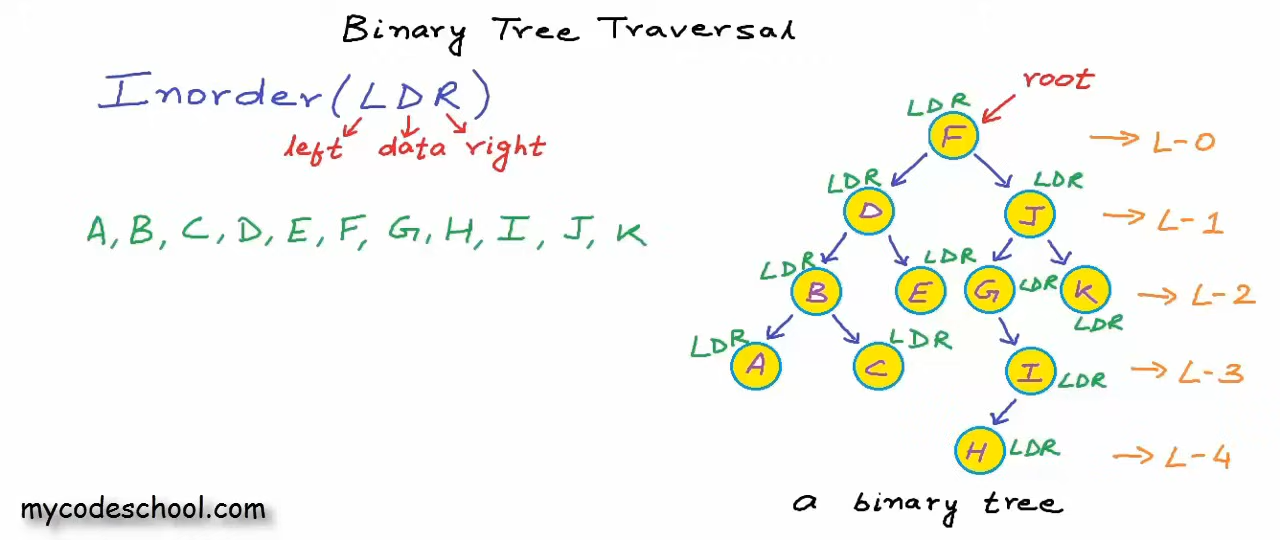 Binary Tree Traversal
Inorder (LDR)
left data right
A, B, C, D, E, F, G, H, I, J, K
root
LDR
F
L-0
LDR
LDR
D
J
L-1
LDR
LDR
LDR
LDR
B
E
G
K
L-2
LDR
LDR
A
C
I
LDR
L-3
H
LDR
L-4
a binary tree
mycodeschool.com